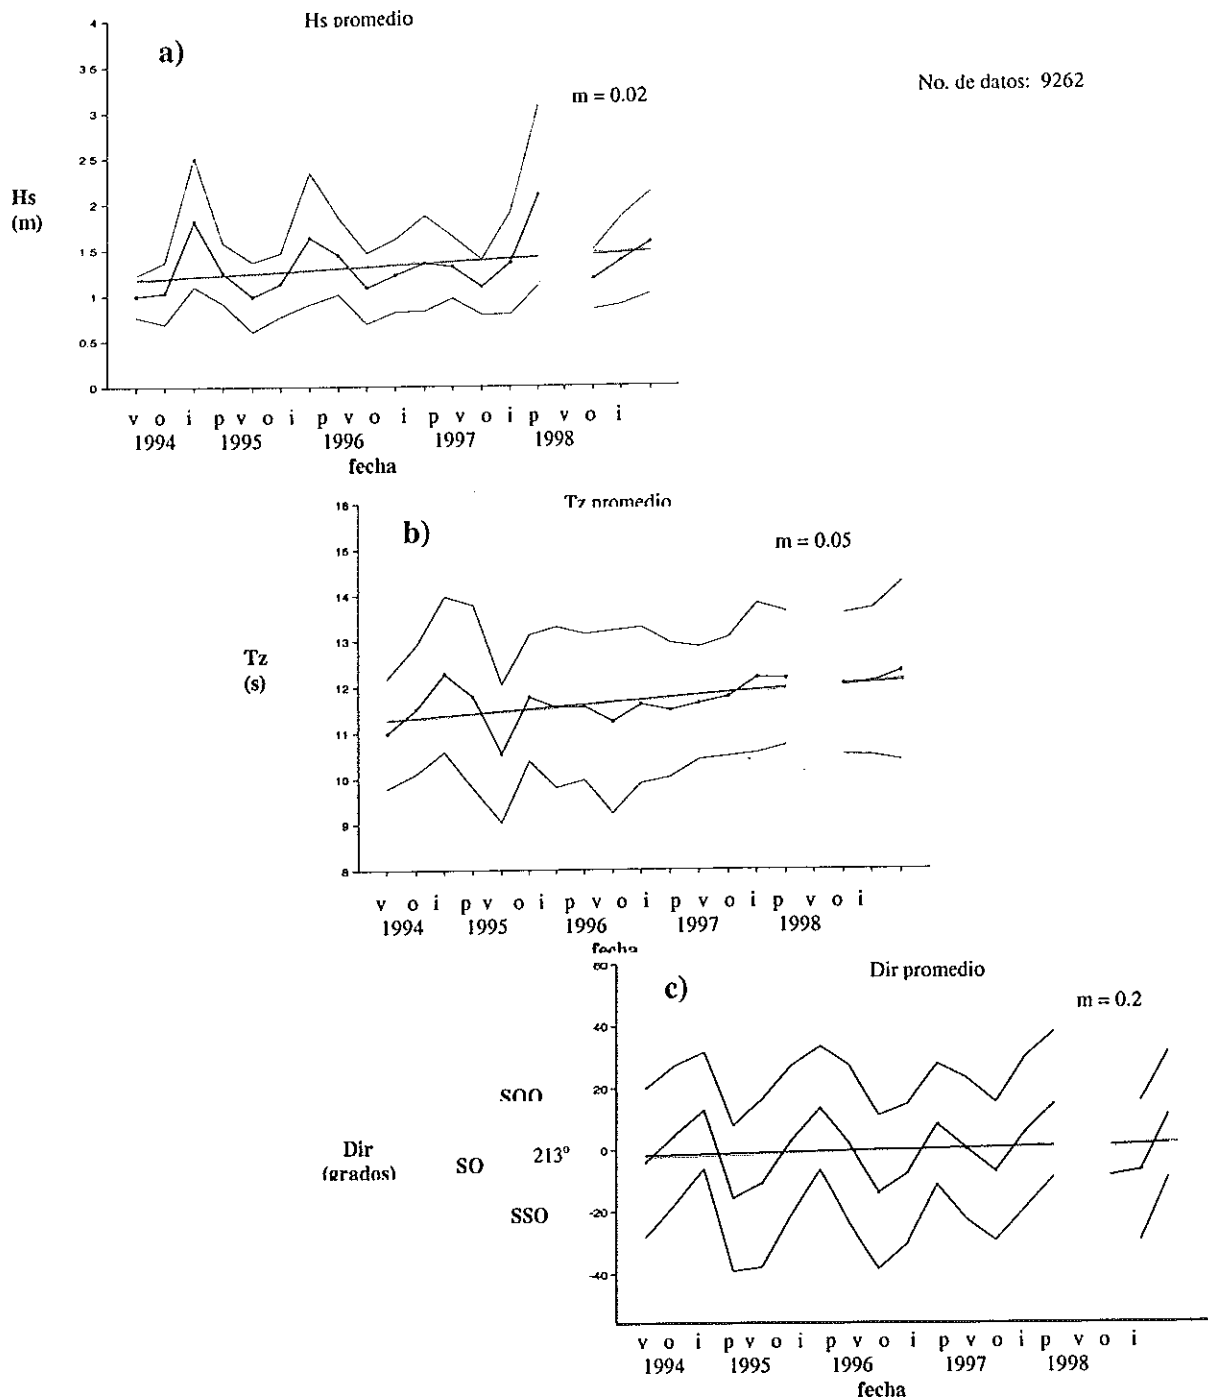 Hs promedio
a)
No. de datos: 9262
m = 0.02
Hs
(m)
4
3 5
3
2 5
2
1 5
1
0.5
0
v o i p v o i p v o i p v o i p v o i
1994 1995 1996 1997 1998
fecha
Tz promedio
b)
m = 0.05
Tz
(s)
16
15
14
13
12
11
10
9
8
v o i p v o i p v o i p v o i p v o i
1994 1995 1996 1997 1998
fecha
Dir promedio
c)
m = 0.2
60
40
20
0
-20
-40
SOO
Dir
(grados)
SO 213º
SSO
v o i p v o i p v o i p v o i p v o i
1994 1995 1996 1997 1998
fecha